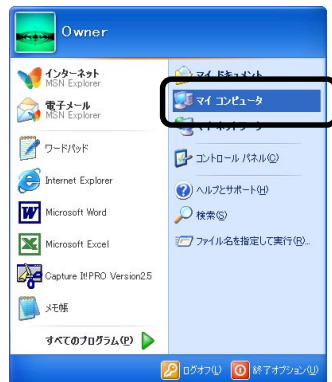 Owner
インターネット
MSN Explorer
電子メール
MSN Explorer
ワードパッド
Internet Explorer
Microsoft Word
Microsoft Excel
Capture It!PRO Version2.5
メモ帳
すべてのプログラム(P)
マイ ドキュメント
マイ コンピュータ
マイ ネットワーク
コントロール パネル(C)
ヘルプとサポート(H)
検索(S)
ファイル名を指定して実行(R)...
ログオフ(L)
終了オプション(U)